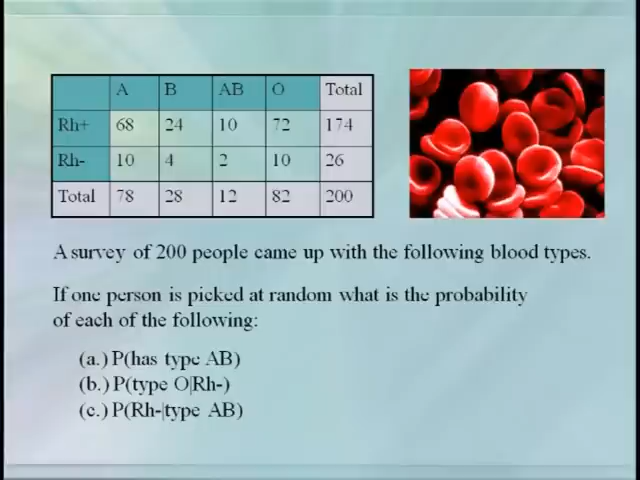 A B AB O Total
Rh+ 68 24 10 72 174
Rh- 10 4 2 10 26
Total 78 28 12 82 200
A survey of 200 people came up with the following blood types.
If one person is picked at random what is the probability
of each of the following:
(a.) P(has type AB)
(b.) P(type O|Rh-)
(c.) P(Rh-|type AB)